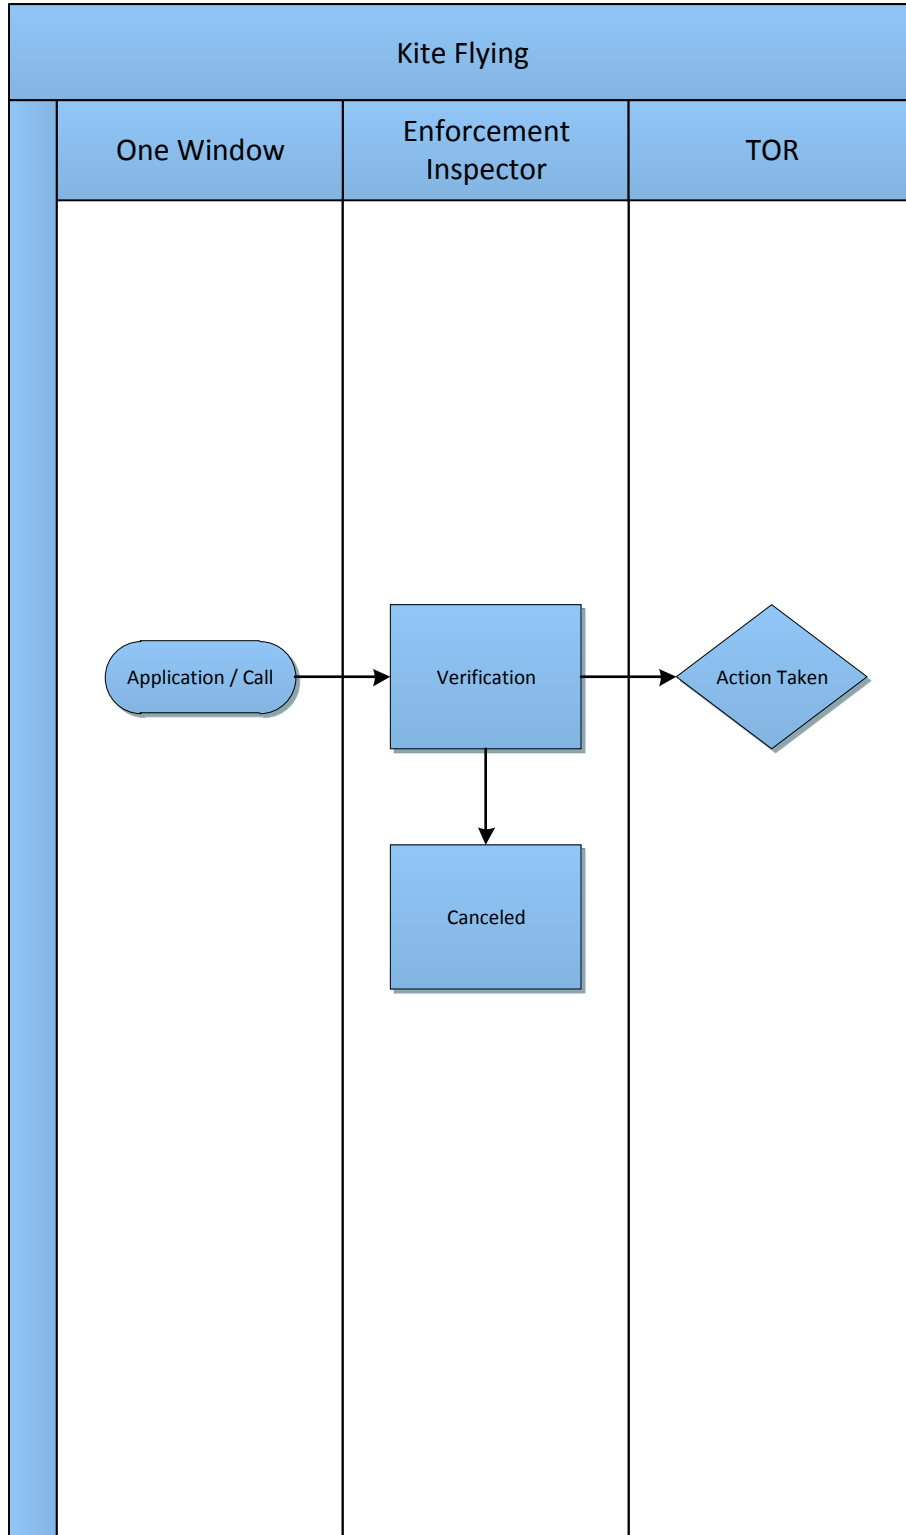 Kite Flying
One Window
Enforcement
Inspector
TOR
Application / Call
Verification
Action Taken
Canceled